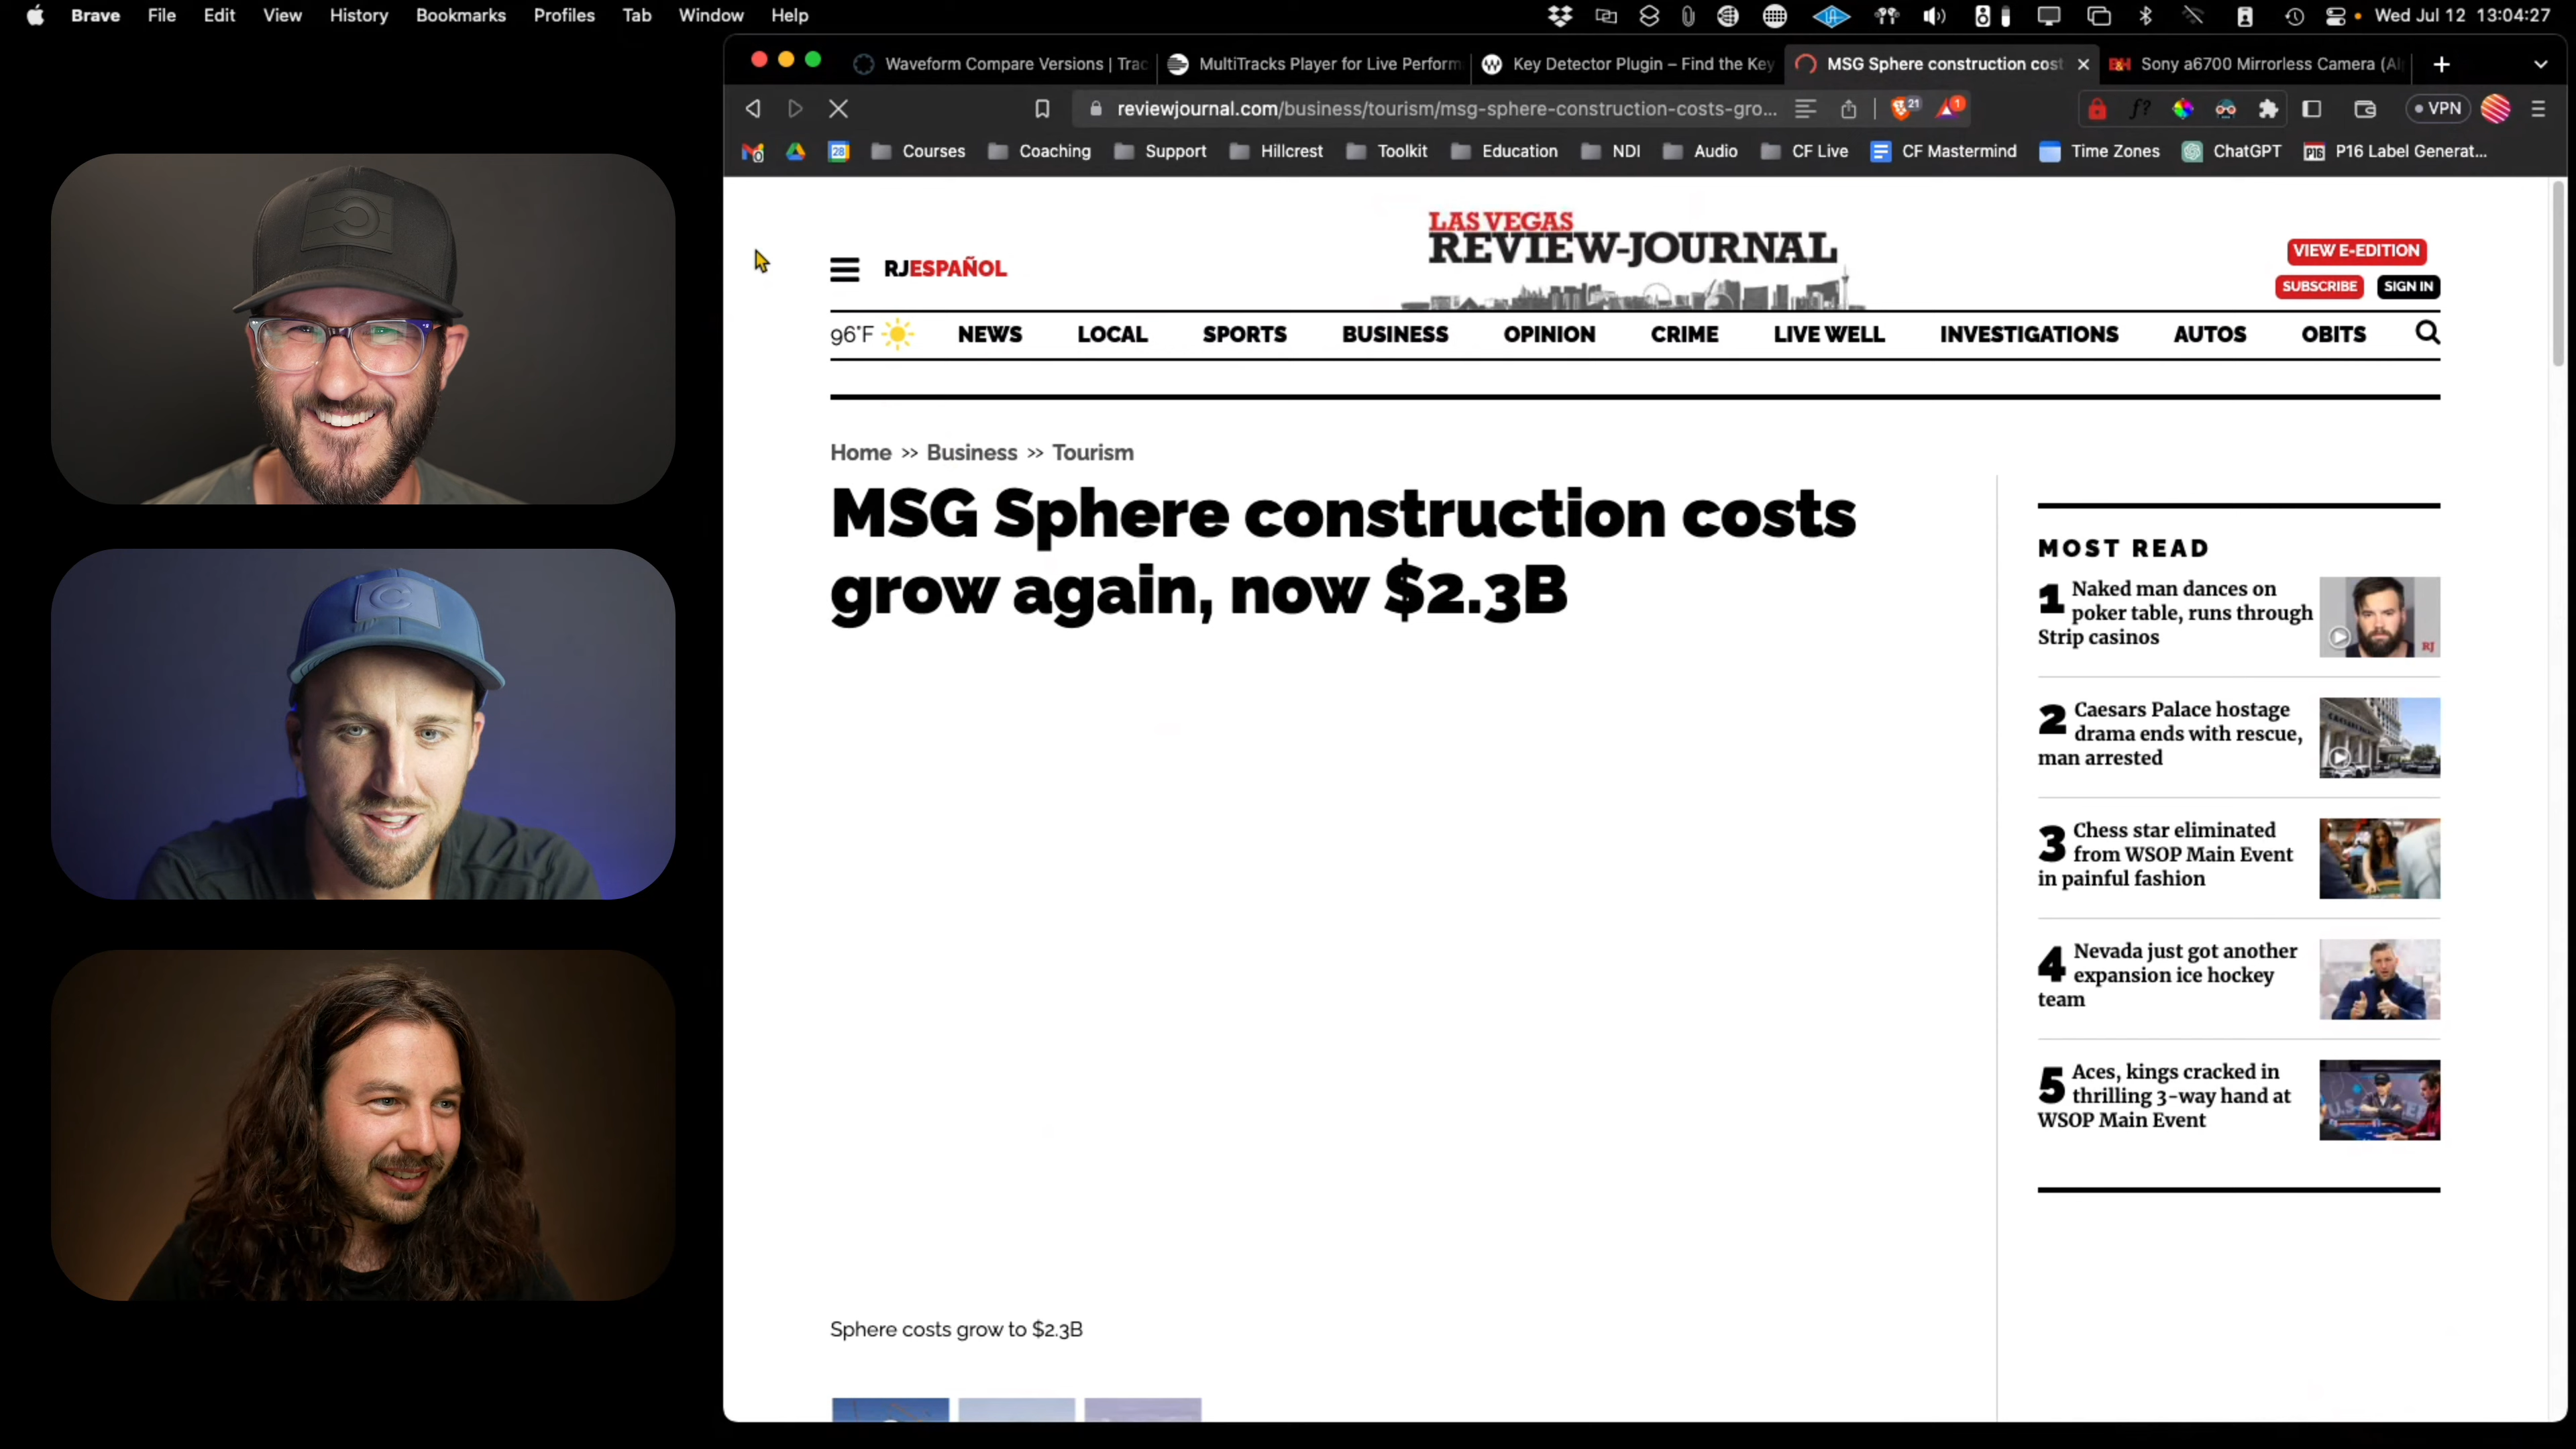 Brave File Edit View History Bookmarks Profiles Tab Window Help Wed Jul 12 13:04:27
Waveform Compare Versions | Trac MultiTracks Player for Live Perform Key Detector Plugin – Find the Key MSG Sphere construction cost Sony a6700 Mirrorless Camera (Al
reviewjournal.com/business/tourism/msg-sphere-construction-costs-gro... 21 1 f? VPN
0 28 Courses Coaching Support Hillcrest Toolkit Education NDI Audio CF Live CF Mastermind Time Zones ChatGPT P16 P16 Label Generat...
LAS VEGAS
REVIEW-JOURNAL
RJESPAÑOL
VIEW E-EDITION
SUBSCRIBE SIGN IN
96°F NEWS LOCAL SPORTS BUSINESS OPINION CRIME LIVE WELL INVESTIGATIONS AUTOS OBITS
Home >> Business >> Tourism
MSG Sphere construction costs
grow again, now $2.3B
Sphere costs grow to $2.3B
MOST READ
1 Naked man dances on
poker table, runs through
Strip casinos
RJ
2 Caesars Palace hostage
drama ends with rescue,
man arrested
3 Chess star eliminated
from WSOP Main Event
in painful fashion
4 Nevada just got another
expansion ice hockey
team
5 Aces, kings cracked in
thrilling 3-way hand at
WSOP Main Event